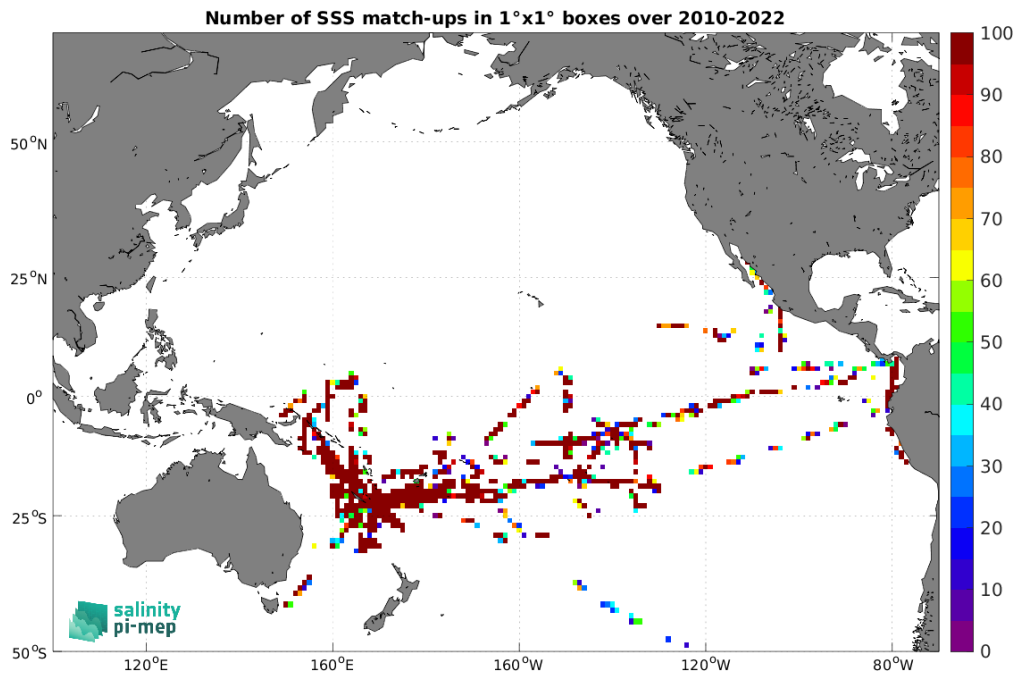 Number of SSS match-ups in 1°x1° boxes over 2010-2022
100
90
80
70
60
50
40
30
20
10
0
50°N
25°N
0°
25°S
50°S
120°E
160°E
160°W
120°W
80°W
salinity
pi-mep